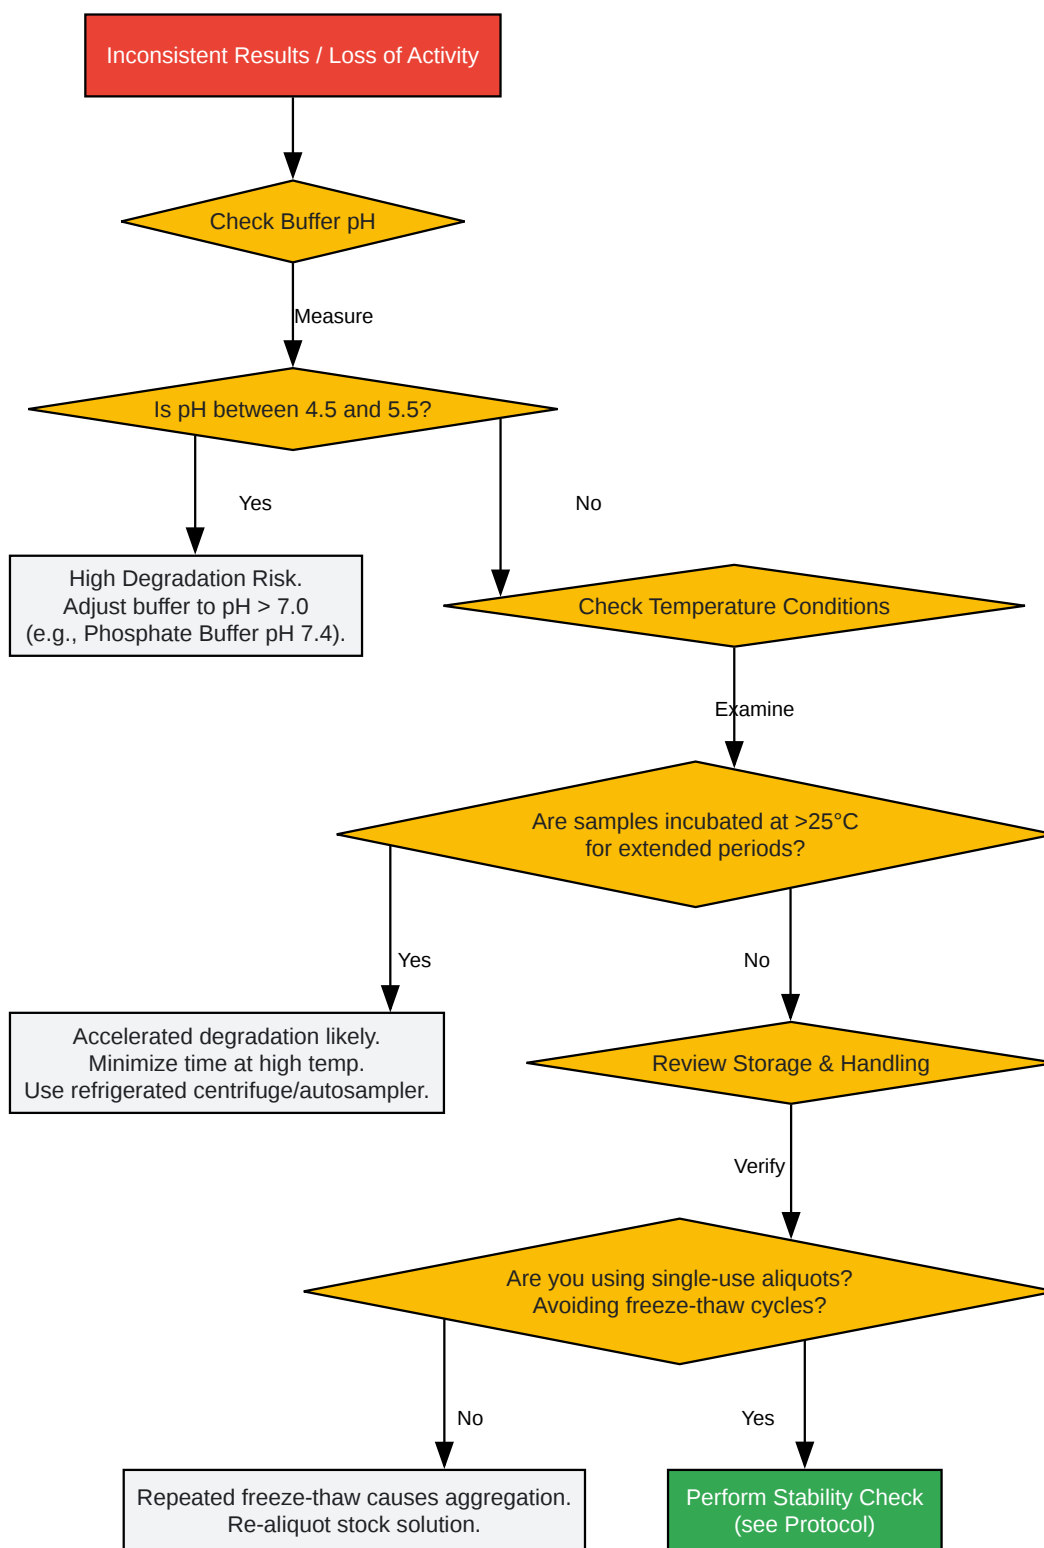 Inconsistent Results / Loss of Activity
Check Buffer pH
Measure
Is pH between 4.5 and 5.5?
Yes
No
High Degradation Risk.
Adjust buffer to pH > 7.0
(e.g., Phosphate Buffer pH 7.4).
Check Temperature Conditions
Examine
Are samples incubated at >25°C
for extended periods?
Yes
No
Accelerated degradation likely.
Minimize time at high temp.
Use refrigerated centrifuge/autosampler.
Review Storage & Handling
Verify
Are you using single-use aliquots?
Avoiding freeze-thaw cycles?
No
Yes
Repeated freeze-thaw causes aggregation.
Re-aliquot stock solution.
Perform Stability Check
(see Protocol)